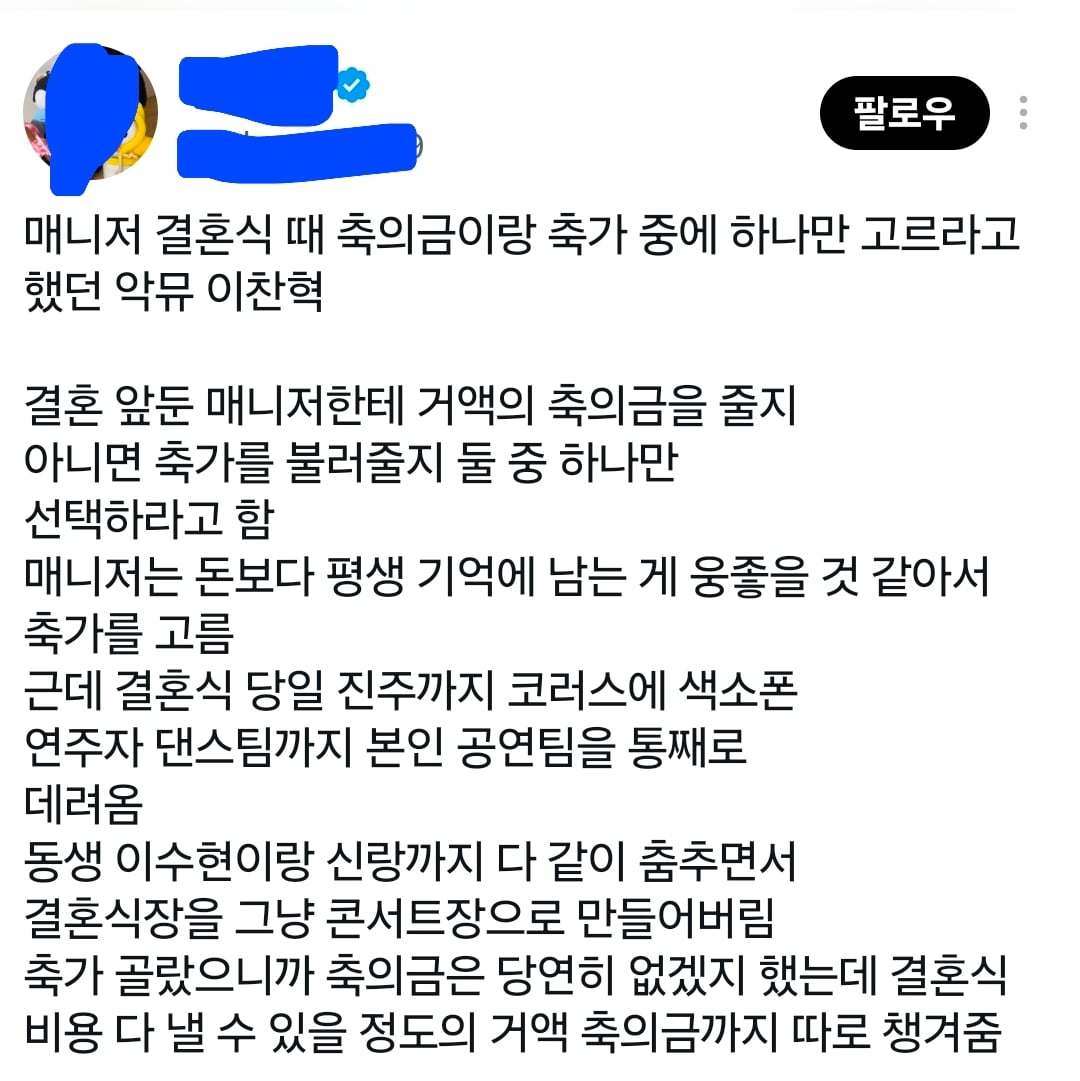 팔로우
매니저 결혼식 때 축의금이랑 축가 중에 하나만 고르라고
했던 악뮤 이찬혁
결혼 앞둔 매니저한테 거액의 축의금을 줄지
아니면 축가를 불러줄지 둘 중 하나만
선택하라고 함
매니저는 돈보다 평생 기억에 남는 게 웅좋을 것 같아서
축가를 고름
근데 결혼식 당일 진주까지 코러스에 색소폰
연주자 댄스팀까지 본인 공연팀을 통째로
데려옴
동생 이수현이랑 신랑까지 다 같이 춤추면서
결혼식장을 그냥 콘서트장으로 만들어버림
축가 골랐으니까 축의금은 당연히 없겠지 했는데 결혼식
비용 다 낼 수 있을 정도의 거액 축의금까지 따로 챙겨줌